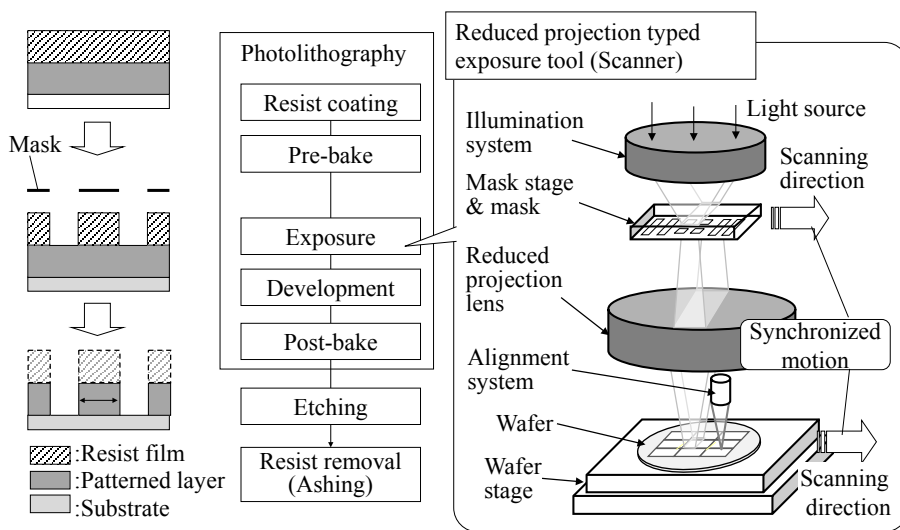 Mask
:Resist film
:Patterned layer
:Substrate
Photolithography
Resist coating
Pre-bake
Exposure
Development
Post-bake
Etching
Resist removal
(Ashing)
Reduced projection typed
exposure tool (Scanner)
Light source
Illumination
system
Scanning
direction
Mask stage
& mask
Reduced
projection
lens
Synchronized
motion
Alignment
system
Wafer
Wafer
stage
Scanning
direction